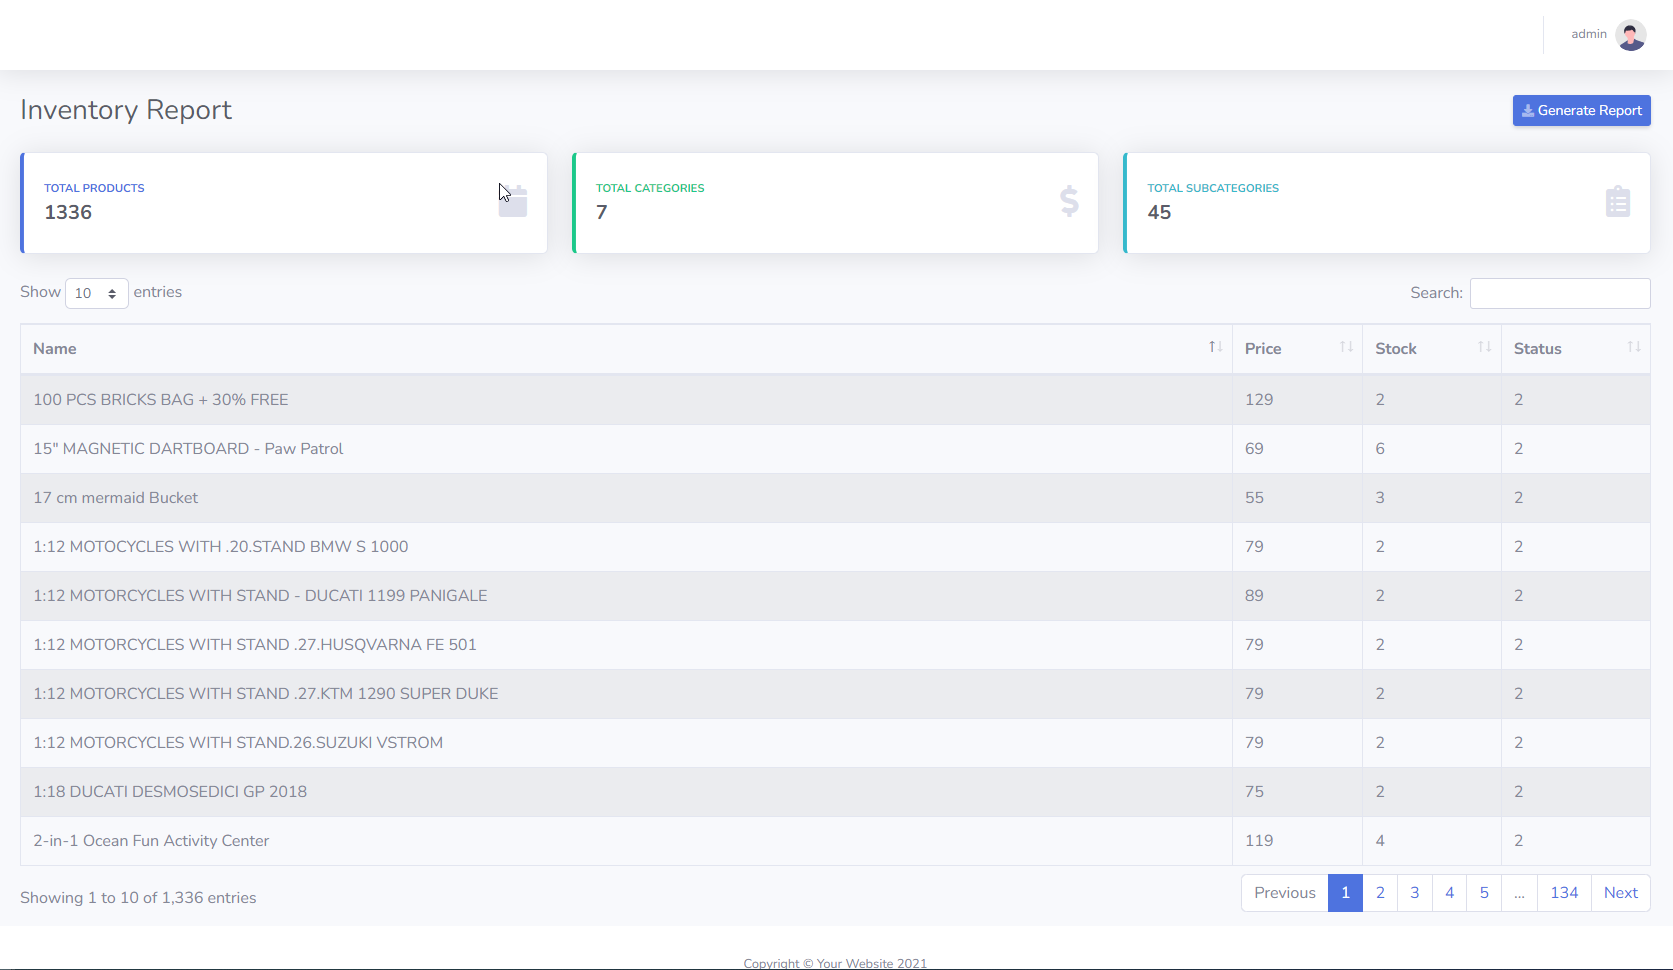 admin
Inventory Report
Generate Report
TOTAL PRODUCTS
1336
TOTAL CATEGORIES
7
TOTAL SUBCATEGORIES
45
Show 10 entries
Search:
Name Price Stock Status
100 PCS BRICKS BAG + 30% FREE 129 2 2
15" MAGNETIC DARTBOARD - Paw Patrol 69 6 2
17 cm mermaid Bucket 55 3 2
1:12 MOTOCYCLES WITH .20.STAND BMW S 1000 79 2 2
1:12 MOTORCYCLES WITH STAND - DUCATI 1199 PANIGALE 89 2 2
1:12 MOTORCYCLES WITH STAND .27.HUSQVARNA FE 501 79 2 2
1:12 MOTORCYCLES WITH STAND .27.KTM 1290 SUPER DUKE 79 2 2
1:12 MOTORCYCLES WITH STAND.26.SUZUKI VSTROM 79 2 2
1:18 DUCATI DESMOSEDICI GP 2018 75 2 2
2-in-1 Ocean Fun Activity Center 119 4 2
Showing 1 to 10 of 1,336 entries
Previous 1 2 3 4 5 ... 134 Next
Copyright © Your Website 2021